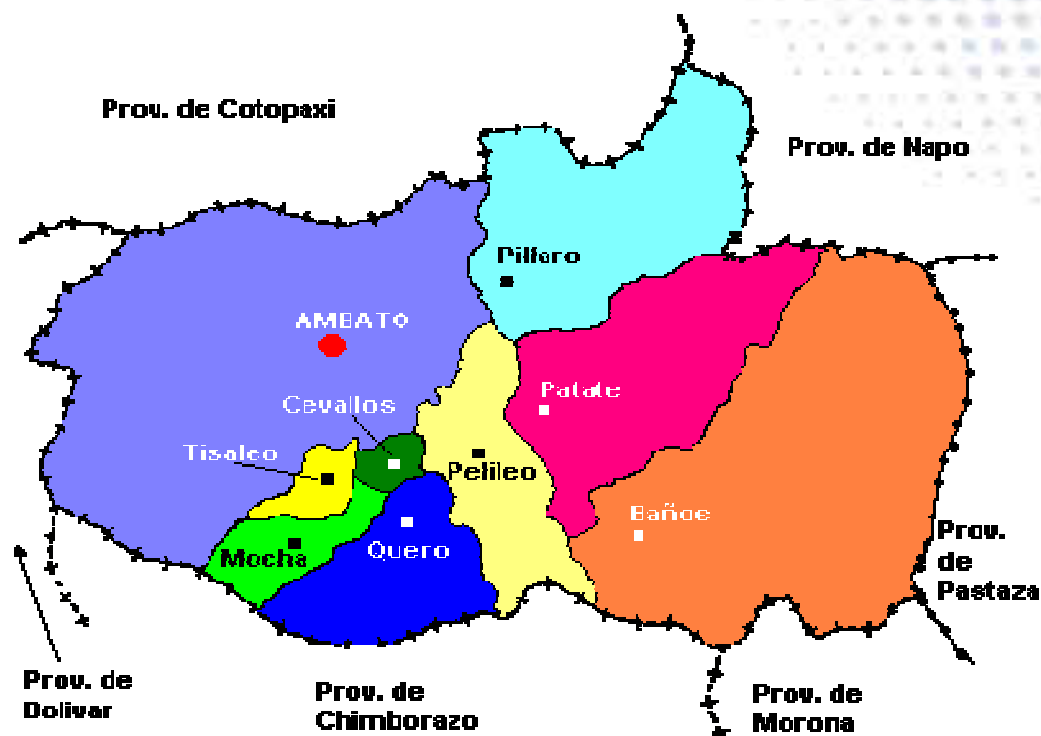 Prov. de Cotopaxi
Prov. de Napo
Pillaro
AMBATO
Patate
Cevallos
Tisaleo
Pelileo
Bañoe
Quero
Mocha
Prov.
de
Pastaza
Prov. de
Bolivar
Prov. de
Chimborazo
Prov. de
Morona